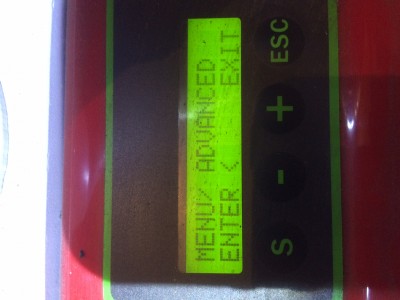 MENU/ ADVANCED
ENTER < EXIT
S - + ESC